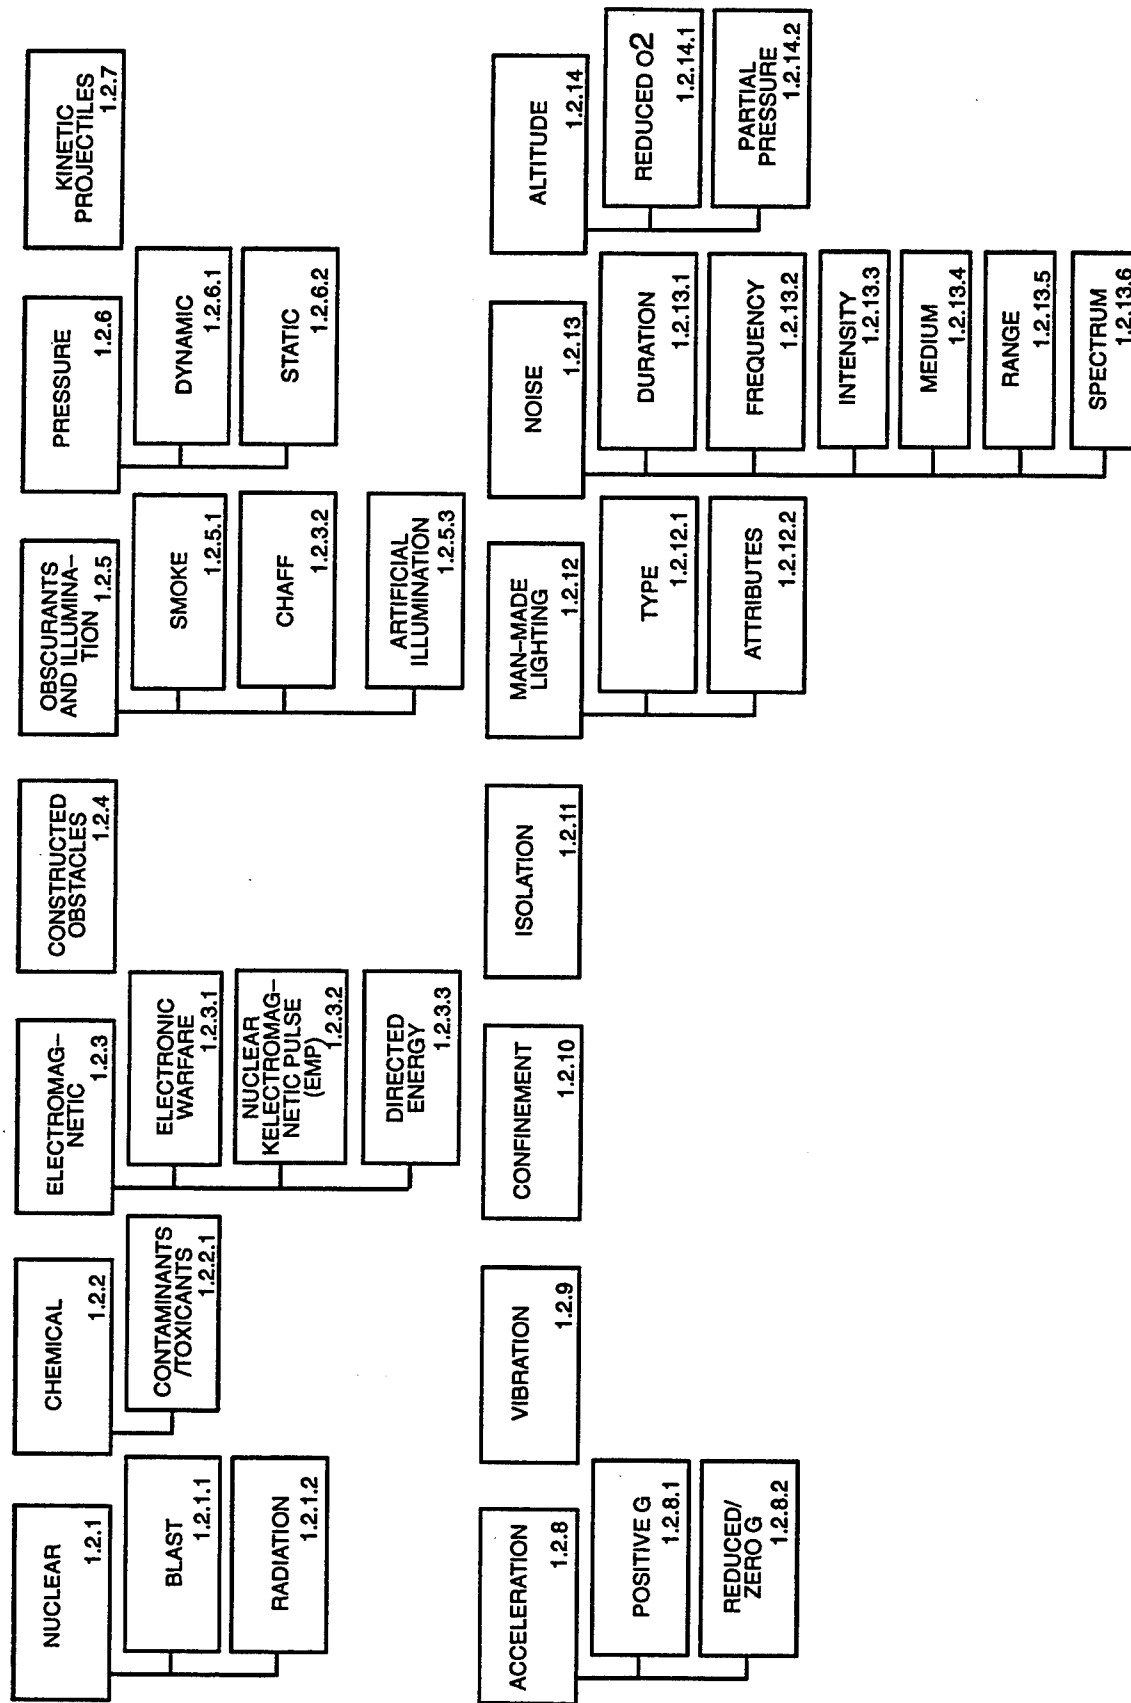 NUCLEAR
1.2.1
BLAST
1.2.1.1
RADIATION
1.2.1.2
CHEMICAL
1.2.2
CONTAMINANTS
/TOXICANTS
1.2.2.1
ELECTROMAG–
NETIC
1.2.3
ELECTRONIC
WARFARE
1.2.3.1
NUCLEAR
KELECTROMAG–
NETIC PULSE
(EMP)
1.2.3.2
DIRECTED
ENERGY
1.2.3.3
CONSTRUCTED
OBSTACLES
1.2.4
OBSCURANTS
AND ILLUMINA–
TION
1.2.5
SMOKE
1.2.5.1
CHAFF
1.2.3.2
ARTIFICIAL
ILLUMINATION
1.2.5.3
PRESSURE
1.2.6
DYNAMIC
1.2.6.1
STATIC
1.2.6.2
KINETIC
PROJECTILES
1.2.7
ACCELERATION
1.2.8
POSITIVE G
1.2.8.1
REDUCED/
ZERO G
1.2.8.2
VIBRATION
1.2.9
CONFINEMENT
1.2.10
ISOLATION
1.2.11
MAN–MADE
LIGHTING
1.2.12
TYPE
1.2.12.1
ATTRIBUTES
1.2.12.2
NOISE
1.2.13
DURATION
1.2.13.1
FREQUENCY
1.2.13.2
INTENSITY
1.2.13.3
MEDIUM
1.2.13.4
RANGE
1.2.13.5
SPECTRUM
1.2.13.6
ALTITUDE
1.2.14
REDUCED O2
1.2.14.1
PARTIAL
PRESSURE
1.2.14.2